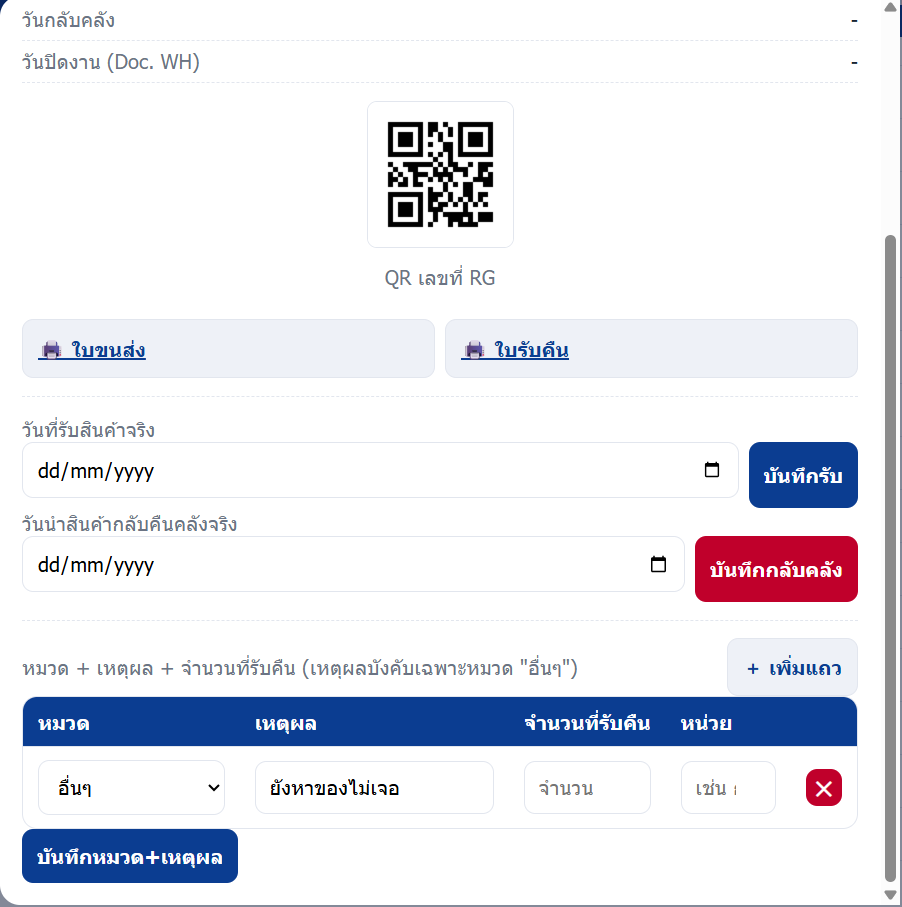 วันกลับคลัง -
วันปิดงาน (Doc. WH) -
QR เลขที่ RG
ใบขนส่ง ใบรับคืน
วันที่รับสินค้าจริง
dd/mm/yyyy บันทึกรับ
วันนำสินค้ากลับคืนคลังจริง
dd/mm/yyyy บันทึกกลับคลัง
หมวด + เหตุผล + จำนวนที่รับคืน (เหตุผลบังคับเฉพาะหมวด "อื่นๆ") + เพิ่มแถว
หมวด เหตุผล จำนวนที่รับคืน หน่วย
อื่นๆ ยังหาของไม่เจอ จำนวน เช่น
บันทึกหมวด+เหตุผล